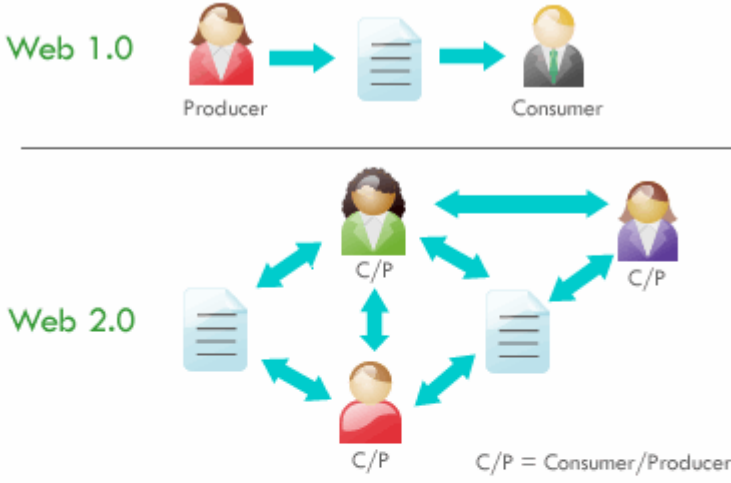 Web 1.0
Producer
Consumer
C/P
C/P
Web 2.0
C/P
C/P = Consumer/Producer